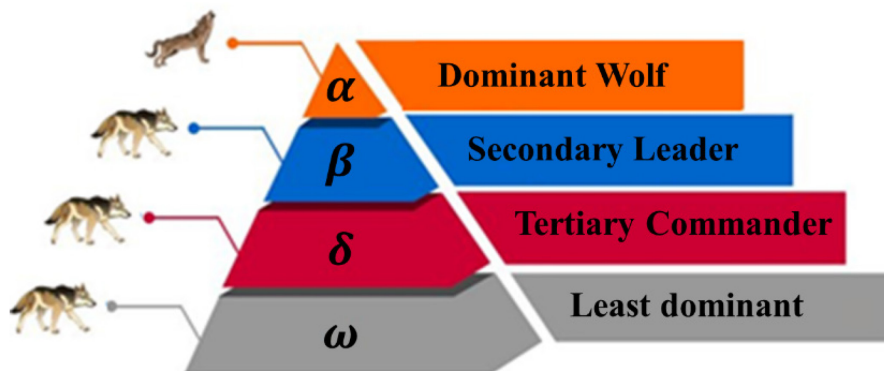 α Dominant Wolf
β Secondary Leader
δ Tertiary Commander
ω Least dominant